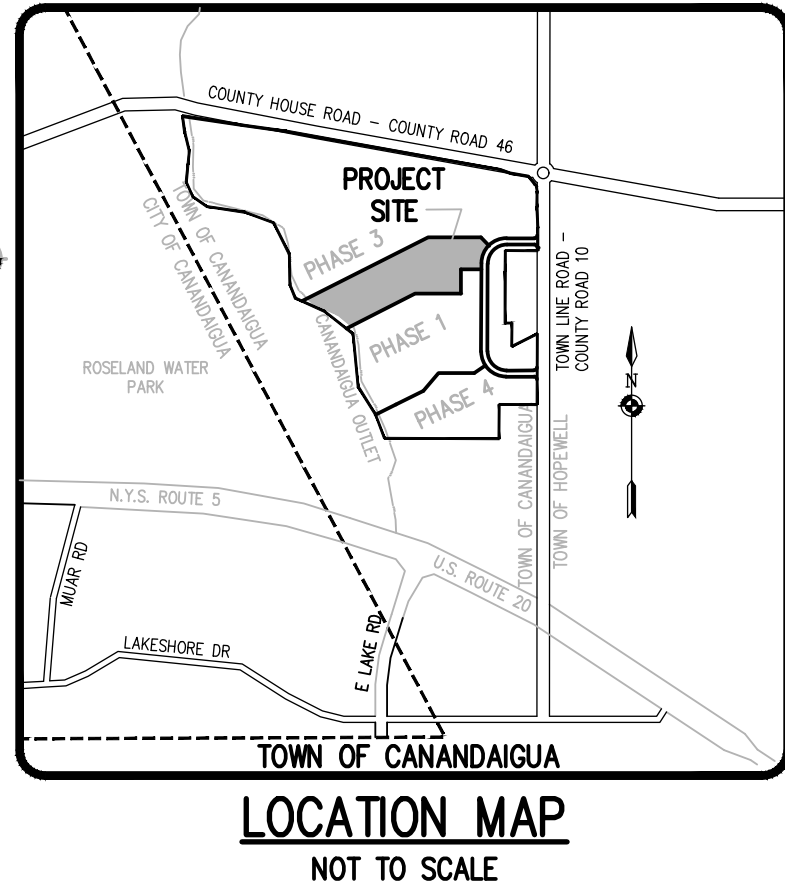 COUNTY HOUSE ROAD - COUNTY ROAD 46
PROJECT
SITE
TOWN OF CANANDAIGUA
CITY OF CANANDAIGUA
PHASE 3
TOWN LINE ROAD -
COUNTY ROAD 10
PHASE 1
CANANDAIGUA OUTLET
ROSELAND WATER
PARK
N
PHASE 4
TOWN OF CANANDAIGUA
TOWN OF HOPEWELL
N.Y.S. ROUTE 5
U.S. ROUTE 20
MUAR RD
LAKESHORE DR
E LAKE RD
TOWN OF CANANDAIGUA
LOCATION MAP
NOT TO SCALE